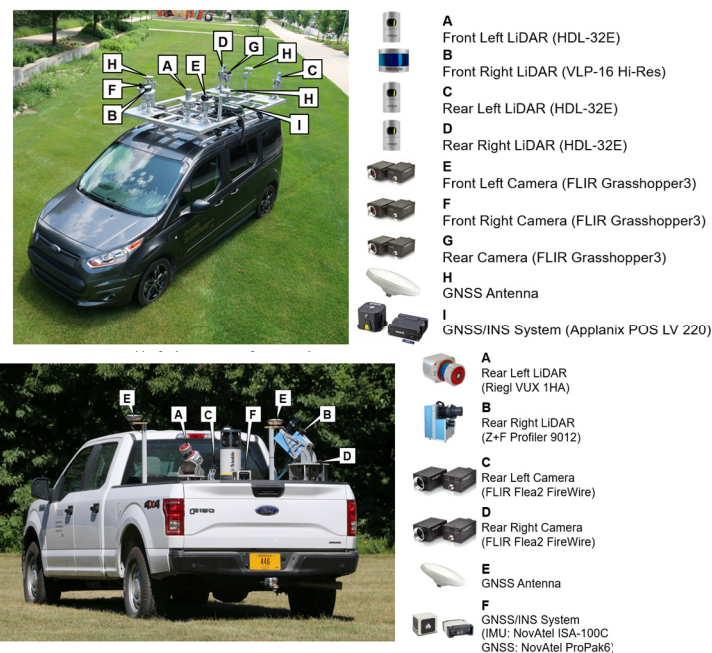 D
G
H
H
A
E
C
F
H
B
I
A
Front Left LiDAR (HDL-32E)
B
Front Right LiDAR (VLP-16 Hi-Res)
C
Rear Left LiDAR (HDL-32E)
D
Rear Right LiDAR (HDL-32E)
E
Front Left Camera (FLIR Grasshopper3)
F
Front Right Camera (FLIR Grasshopper3)
G
Rear Camera (FLIR Grasshopper3)
H
GNSS Antenna
I
GNSS/INS System (Applanix POS LV 220)
E
A
C
F
E
B
D
4X4
F-150
Ford
446
A
Rear Left LiDAR
(Riegl VUX 1HA)
B
Rear Right LiDAR
(Z+F Profiler 9012)
C
Rear Left Camera
(FLIR Flea2 FireWire)
D
Rear Right Camera
(FLIR Flea2 FireWire)
E
GNSS Antenna
F
GNSS/INS System
(IMU: NovAtel ISA-100C
GNSS: NovAtel ProPak6)